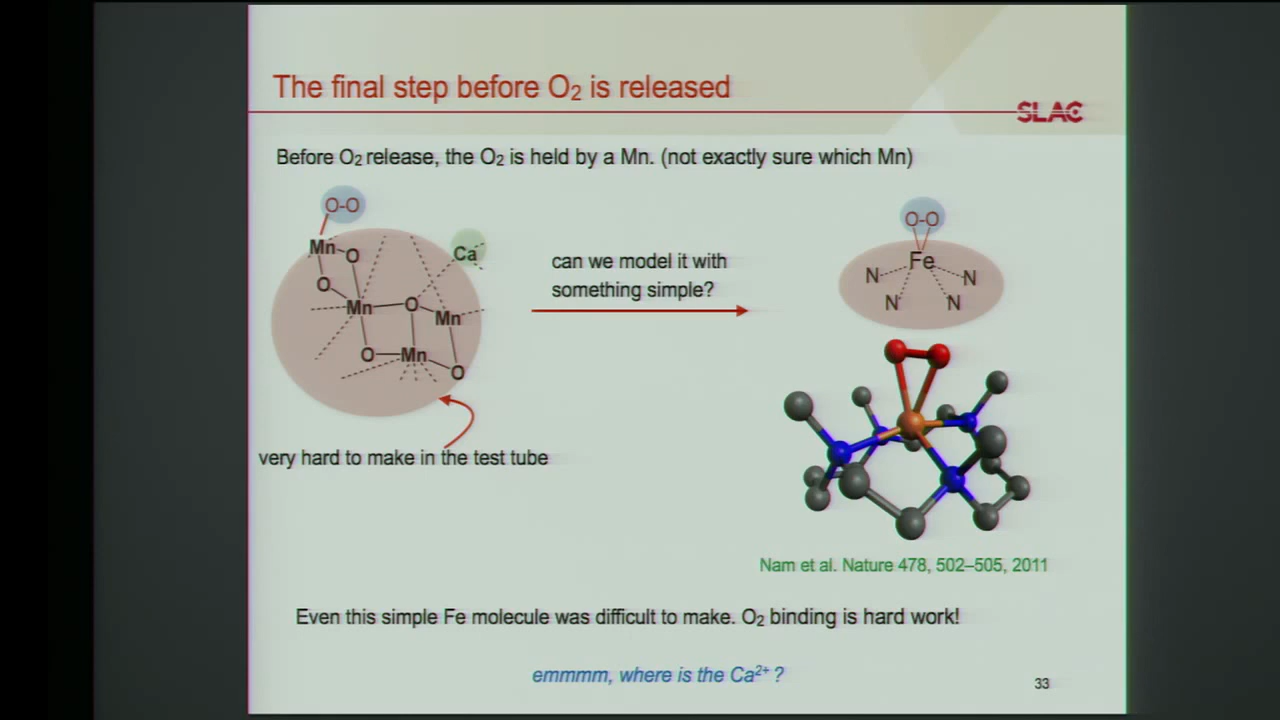 The final step before O₂ is released
SLAC
Before O₂ release, the O₂ is held by a Mn. (not exactly sure which Mn)
O-O
Mn
O
Ca
O
Mn
O
Mn
O
Mn
O
very hard to make in the test tube
can we model it with
something simple?
O-O
Fe
N
N
N
N
Nam et al. Nature 478, 502–505, 2011
Even this simple Fe molecule was difficult to make. O₂ binding is hard work!
emmmm, where is the Ca²⁺ ?
33